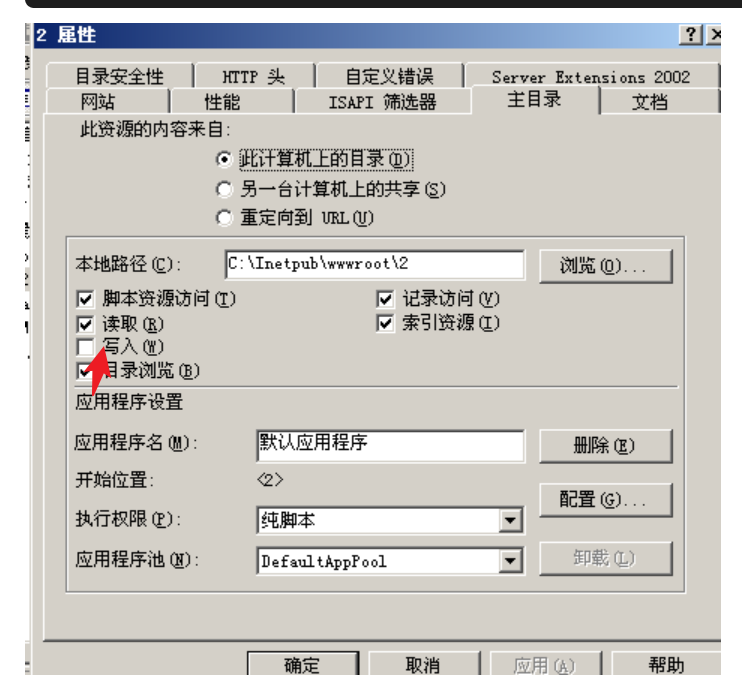 2 属性
目录安全性 HTTP 头 自定义错误 Server Extensions 2002
网站 性能 ISAPI 筛选器 主目录 文档
此资源的内容来自:
此计算机上的目录(D)
另一台计算机上的共享(S)
重定向到 URL(U)
本地路径(C): C:\Inetpub\wwwroot\2 浏览(O)...
脚本资源访问(T) 记录访问(V)
读取(R) 索引资源(I)
写入(W)
目录浏览(B)
应用程序设置
应用程序名(M): 默认应用程序 删除(E)
开始位置: <2>
配置(G)...
执行权限(P): 纯脚本
应用程序池(N): DefaultAppPool 卸载(L)
确定 取消 应用(A) 帮助